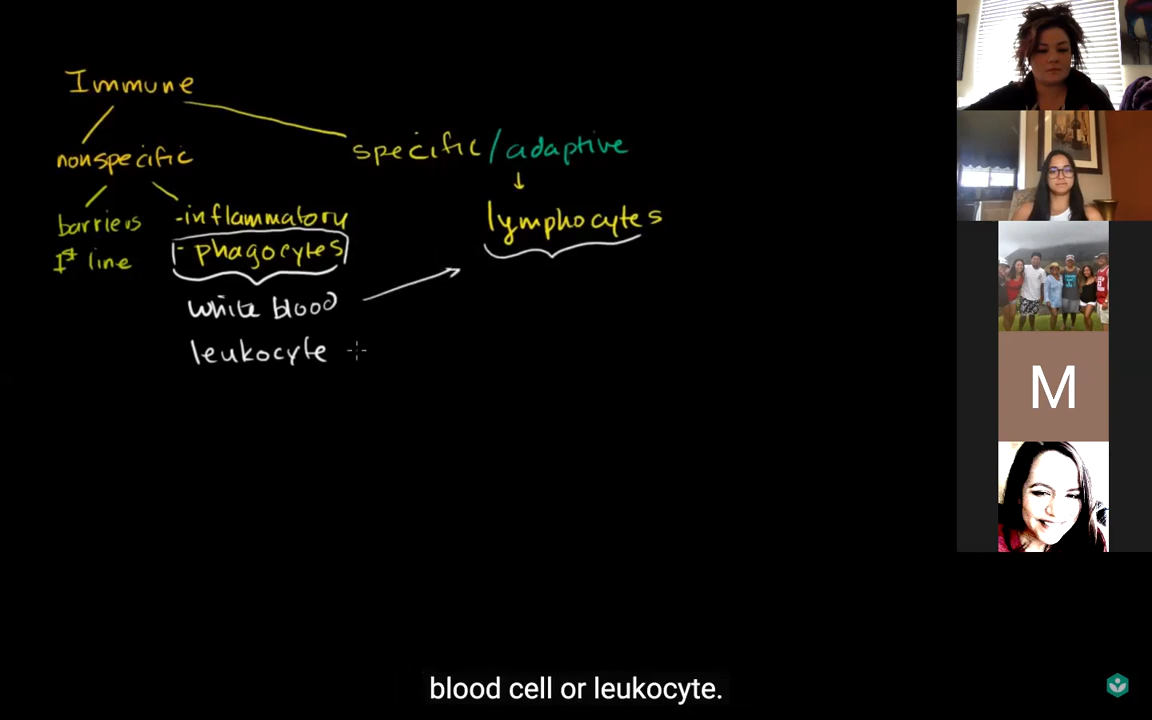 Immune
nonspecific
specific/adaptive
barriers
1st line
-inflammatory
- phagocytes
lymphocytes
white blood
leukocyte
M
blood cell or leukocyte.